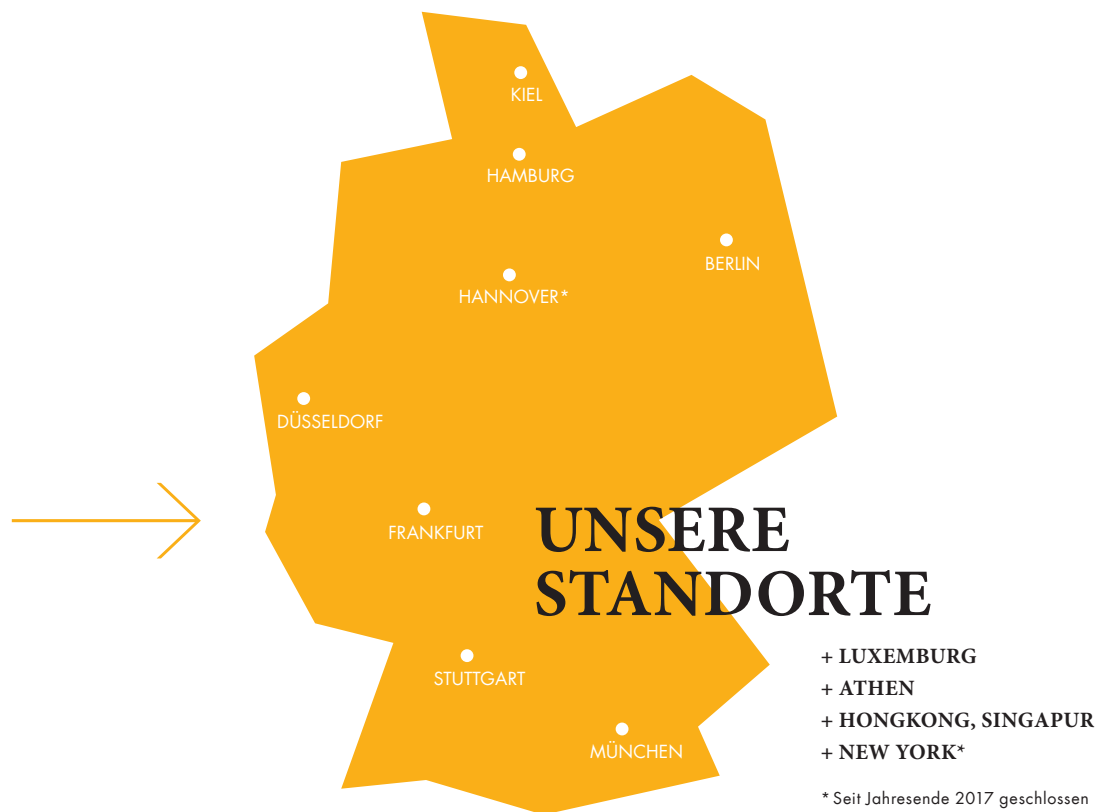 KIEL
HAMBURG
BERLIN
HANNOVER*
DÜSSELDORF
FRANKFURT
UNSERE
STANDORTE
STUTTGART
MÜNCHEN
+ LUXEMBURG
+ ATHEN
+ HONGKONG, SINGAPUR
+ NEW YORK*
* Seit Jahresende 2017 geschlossen